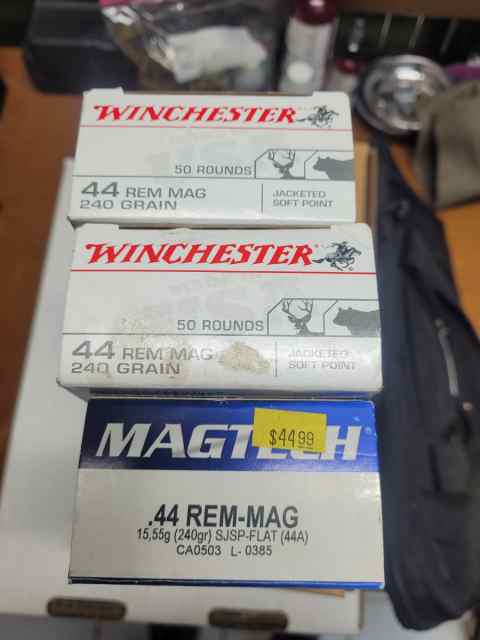 WINCHESTER
50 ROUNDS
44 REM MAG
240 GRAIN
JACKETED
SOFT POINT
WINCHESTER
50 ROUNDS
44 REM MAG
240 GRAIN
JACKETED
SOFT POINT
MAGTECH
$44.99
.44 REM-MAG
15,55g (240gr) SJSP-FLAT (44A)
CA0503 L- 0385